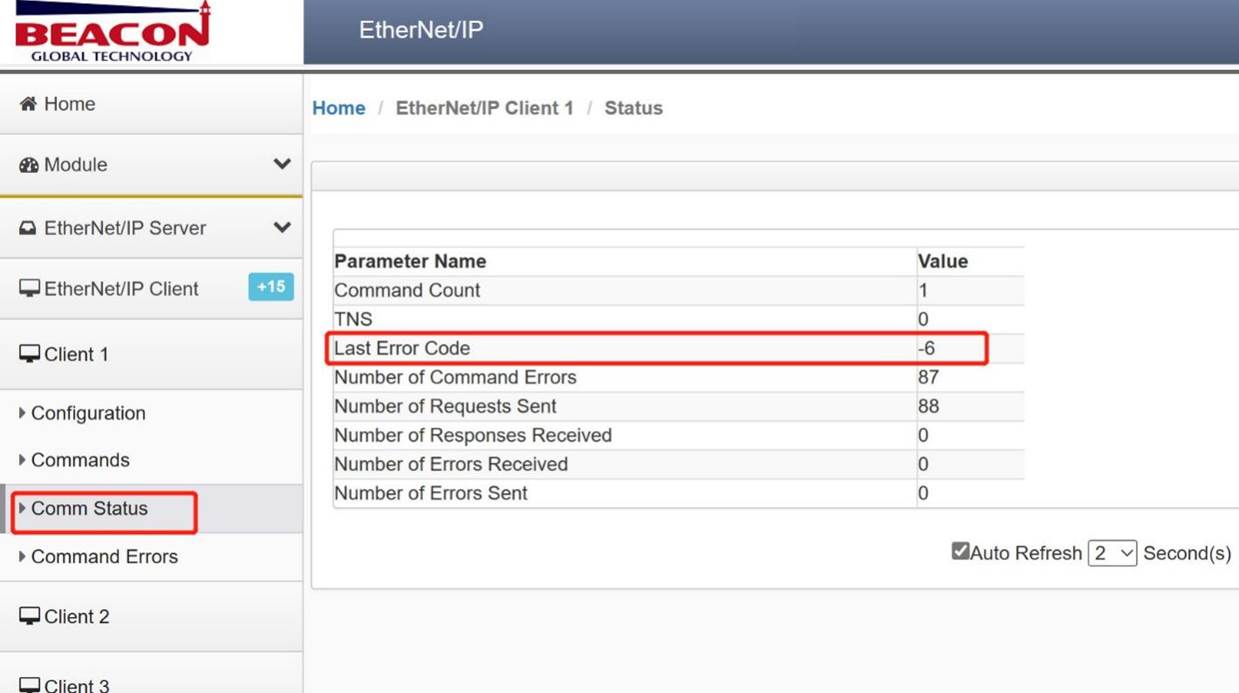 BEACON
GLOBAL TECHNOLOGY
EtherNet/IP
Home
Module
EtherNet/IP Server
EtherNet/IP Client +15
Client 1
Configuration
Commands
Comm Status
Command Errors
Client 2
Client 3
Home / EtherNet/IP Client 1 / Status
Parameter Name Value
Command Count 1
TNS 0
Last Error Code -6
Number of Command Errors 87
Number of Requests Sent 88
Number of Responses Received 0
Number of Errors Received 0
Number of Errors Sent 0
Auto Refresh 2 Second(s)